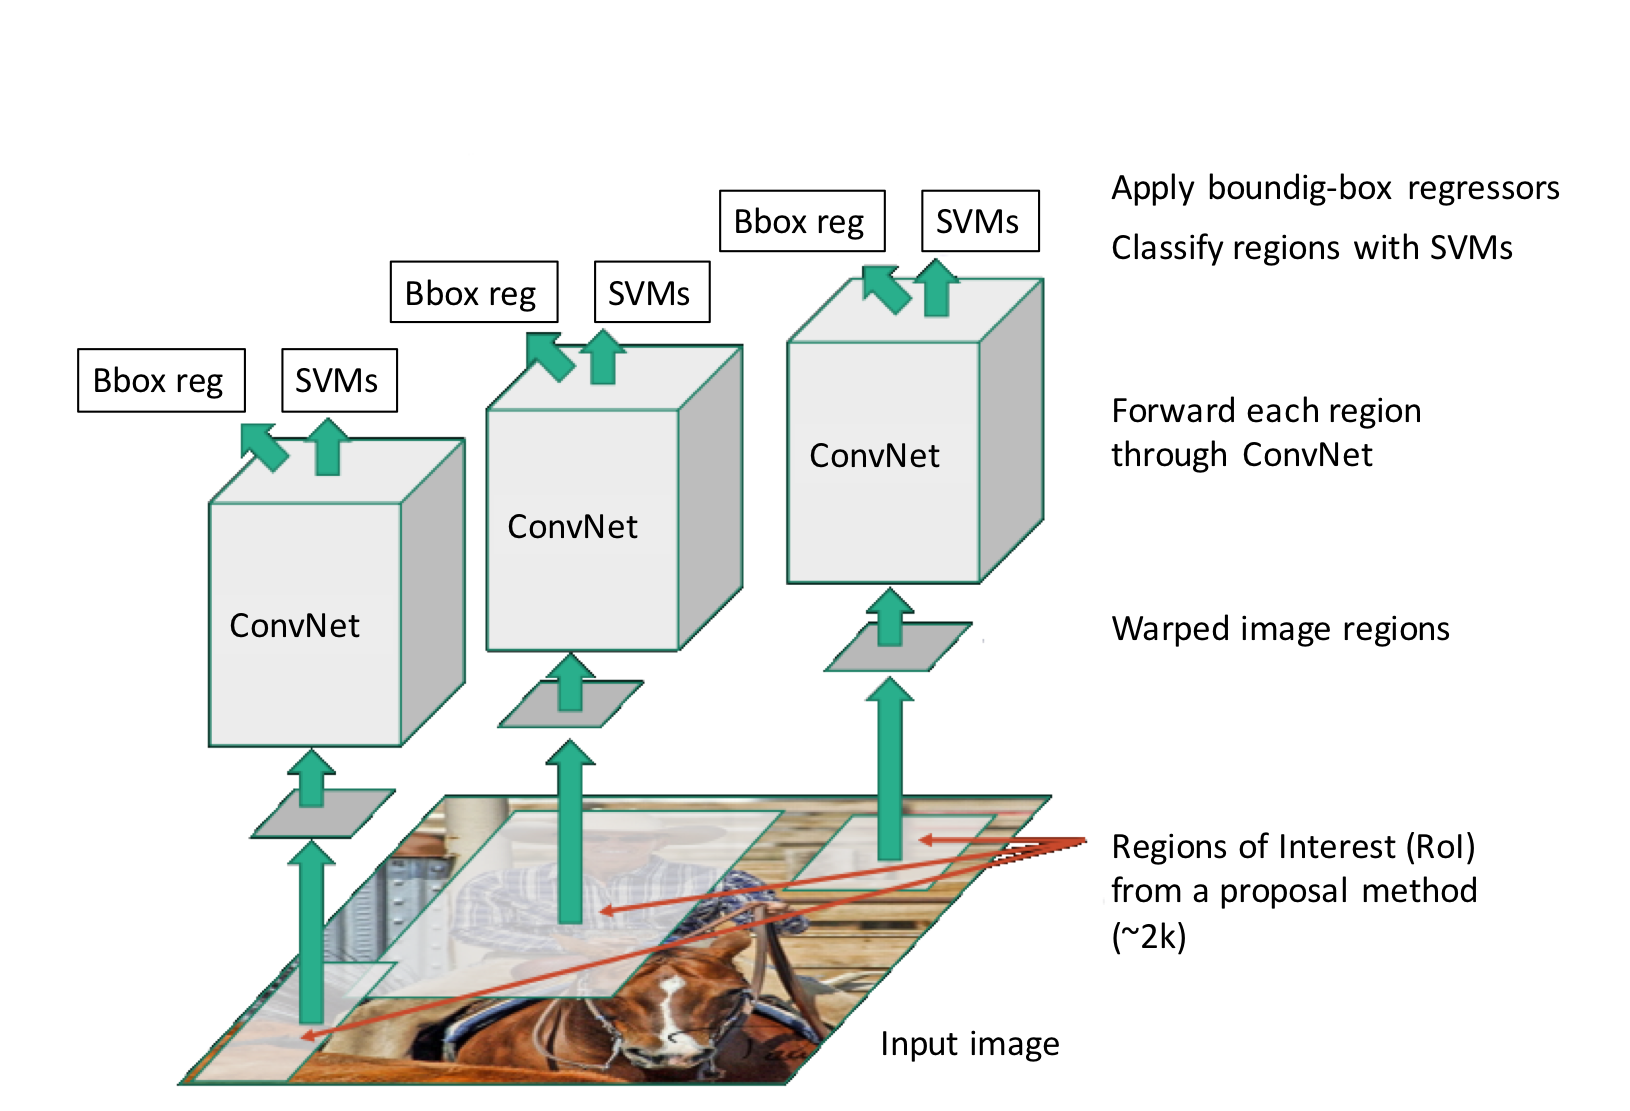 Apply boundig-box regressors
Bbox reg
SVMs
Classify regions with SVMs
Bbox reg
SVMs
Bbox reg
SVMs
Forward each region
through ConvNet
ConvNet
ConvNet
ConvNet
Warped image regions
Regions of Interest (RoI)
from a proposal method
(~2k)
Input image